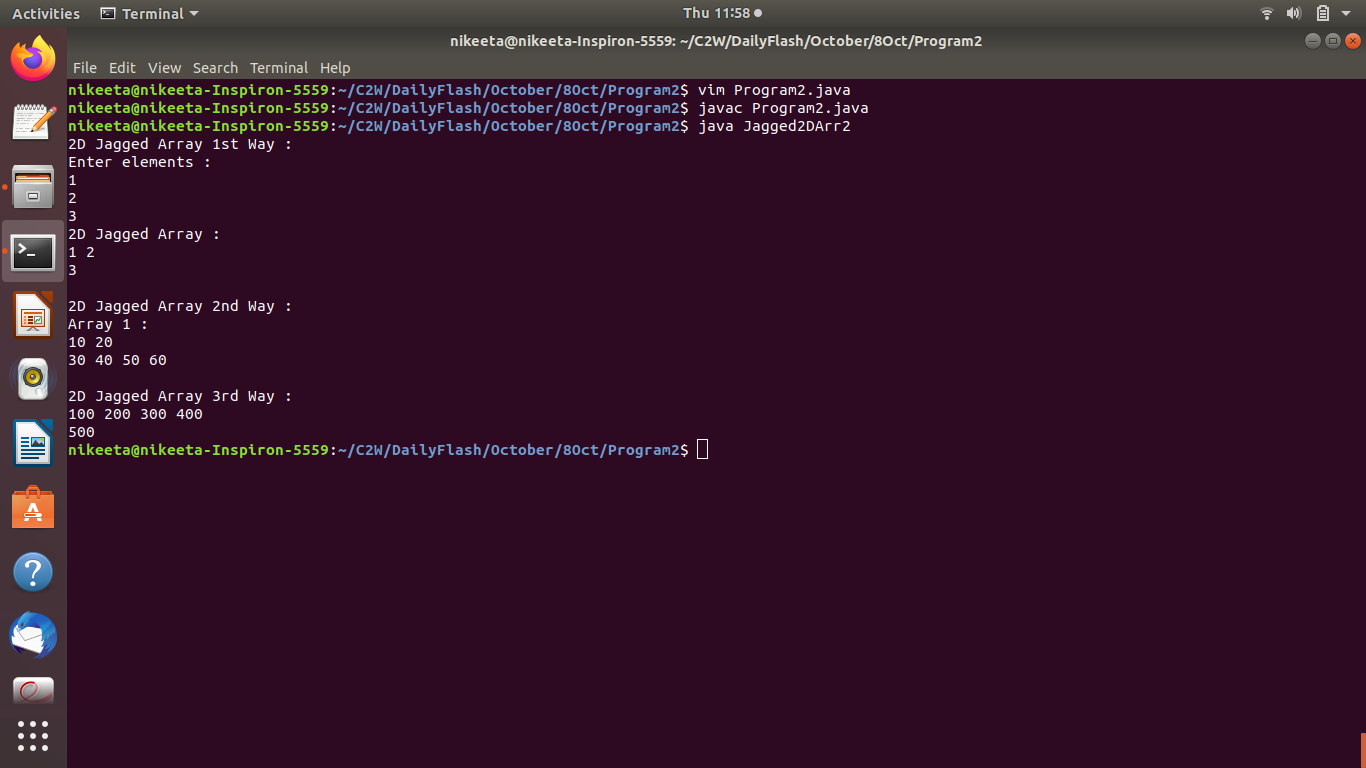 Activities Terminal Thu 11:58
nikeeta@nikeeta-Inspiron-5559: ~/C2W/DailyFlash/October/8Oct/Program2
File Edit View Search Terminal Help
nikeeta@nikeeta-Inspiron-5559:~/C2W/DailyFlash/October/8Oct/Program2$ vim Program2.java
nikeeta@nikeeta-Inspiron-5559:~/C2W/DailyFlash/October/8Oct/Program2$ javac Program2.java
nikeeta@nikeeta-Inspiron-5559:~/C2W/DailyFlash/October/8Oct/Program2$ java Jagged2DArr2
2D Jagged Array 1st Way :
Enter elements :
1
2
3
2D Jagged Array :
1 2
3

2D Jagged Array 2nd Way :
Array 1 :
10 20
30 40 50 60

2D Jagged Array 3rd Way :
100 200 300 400
500
nikeeta@nikeeta-Inspiron-5559:~/C2W/DailyFlash/October/8Oct/Program2$